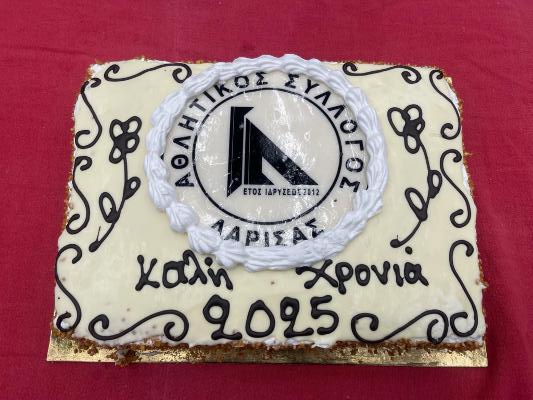 ΑΘΛΗΤΙΚΟΣ ΣΥΛΛΟΓΟΣ
ΕΤΟΣ ΙΔΡΥΣΕΩΣ 2012
ΛΑΡΙΣΑΣ
Καλή Χρονιά
2025